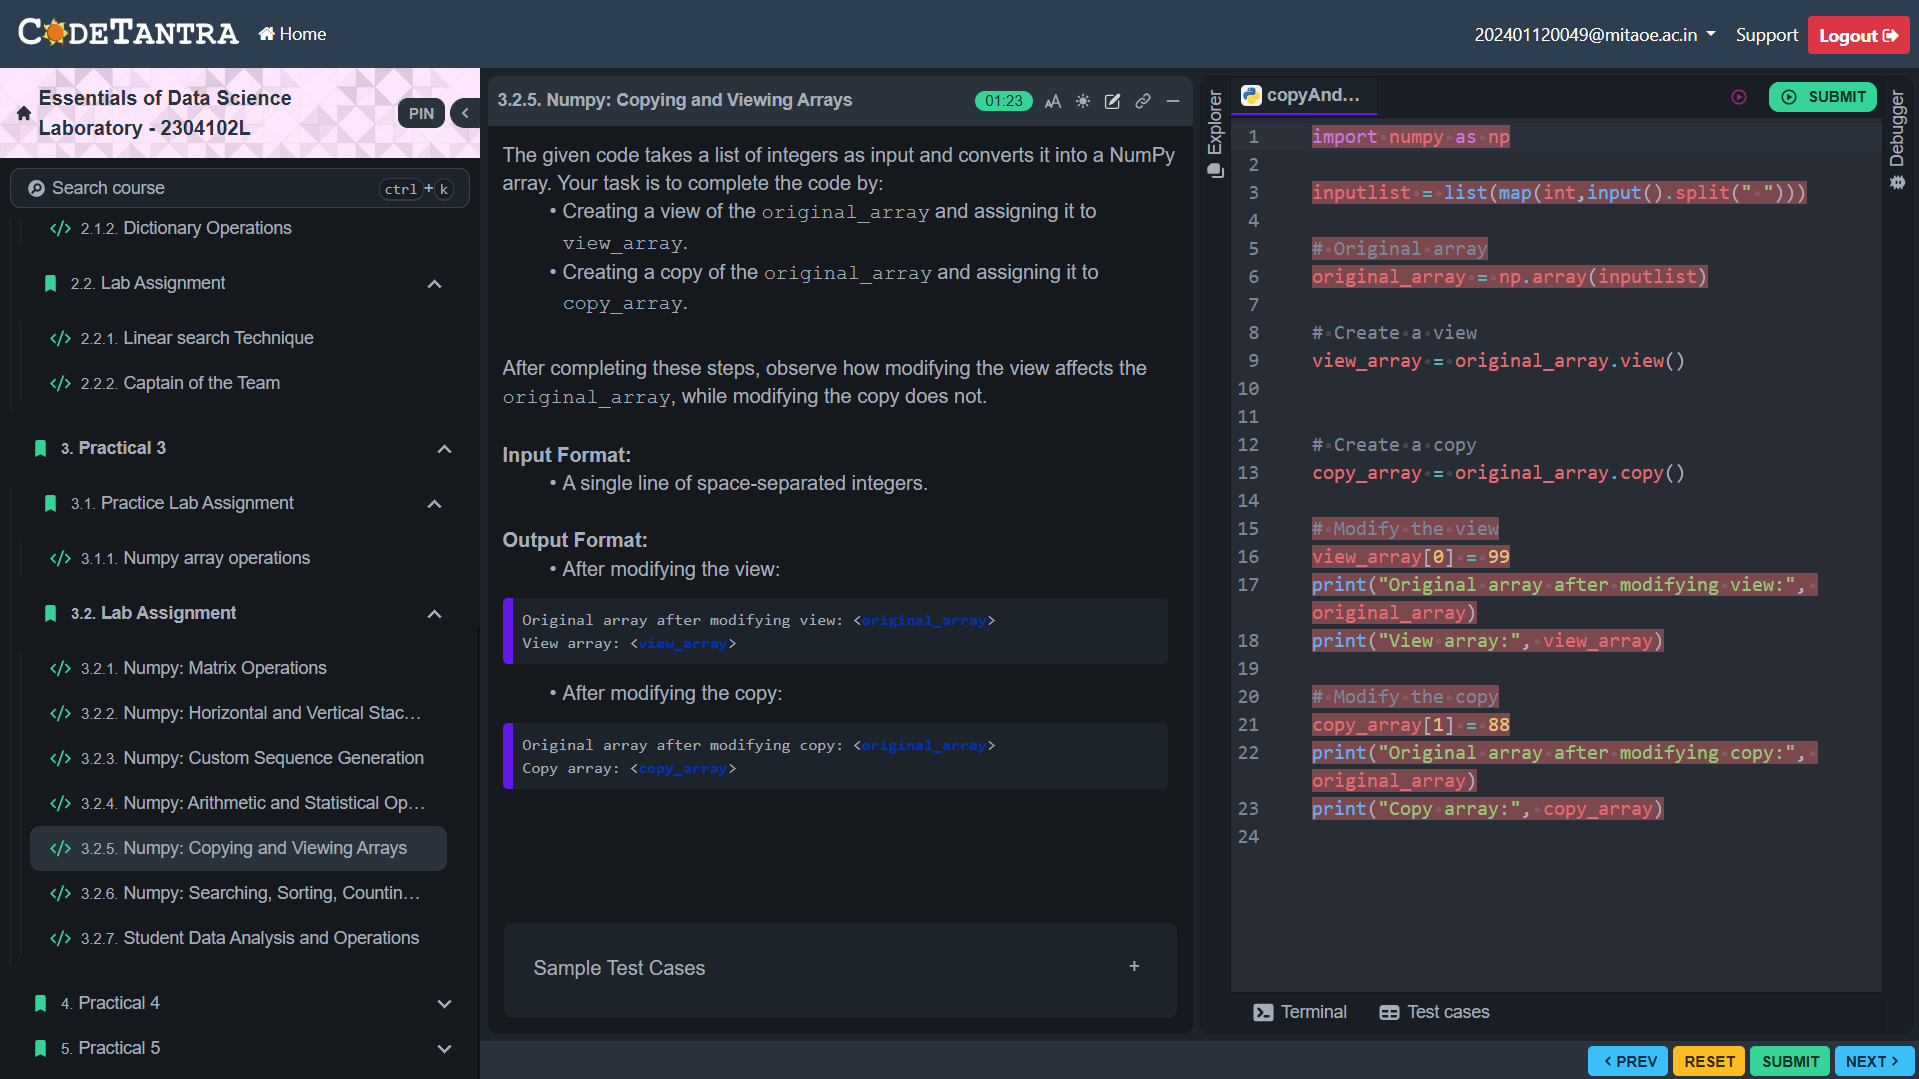 CODETANTRA
Home
202401120049@mitaoe.ac.in
Support
Logout
Essentials of Data Science
Laboratory - 2304102L
PIN
Search course
ctrl + k
</> 2.1.2. Dictionary Operations
2.2. Lab Assignment
</> 2.2.1. Linear search Technique
</> 2.2.2. Captain of the Team
3. Practical 3
3.1. Practice Lab Assignment
</> 3.1.1. Numpy array operations
3.2. Lab Assignment
</> 3.2.1. Numpy: Matrix Operations
</> 3.2.2. Numpy: Horizontal and Vertical Stac...
</> 3.2.3. Numpy: Custom Sequence Generation
</> 3.2.4. Numpy: Arithmetic and Statistical Op...
</> 3.2.5. Numpy: Copying and Viewing Arrays
</> 3.2.6. Numpy: Searching, Sorting, Countin...
</> 3.2.7. Student Data Analysis and Operations
4. Practical 4
5. Practical 5
3.2.5. Numpy: Copying and Viewing Arrays
01:23
AA
The given code takes a list of integers as input and converts it into a NumPy
array. Your task is to complete the code by:
• Creating a view of the original_array and assigning it to
view_array.
• Creating a copy of the original_array and assigning it to
copy_array.
After completing these steps, observe how modifying the view affects the
original_array, while modifying the copy does not.
Input Format:
• A single line of space-separated integers.
Output Format:
• After modifying the view:
Original array after modifying view: <original_array>
View array: <view_array>
• After modifying the copy:
Original array after modifying copy: <original_array>
Copy array: <copy_array>
Sample Test Cases
+
Explorer
copyAnd...
SUBMIT
Debugger
1 import numpy as np
2
3 inputlist = list(map(int,input().split(" ")))
4
5 # Original array
6 original_array = np.array(inputlist)
7
8 # Create a view
9 view_array = original_array.view()
10
11
12 # Create a copy
13 copy_array = original_array.copy()
14
15 # Modify the view
16 view_array[0] = 99
17 print("Original array after modifying view:",
original_array)
18 print("View array:", view_array)
19
20 # Modify the copy
21 copy_array[1] = 88
22 print("Original array after modifying copy:",
original_array)
23 print("Copy array:", copy_array)
24
Terminal
Test cases
< PREV
RESET
SUBMIT
NEXT >